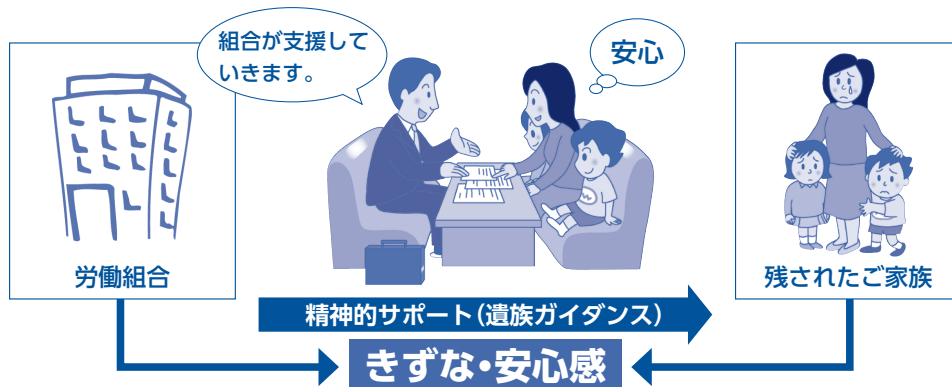 組合が支援して
いきます。
安心
労働組合
残されたご家族
精神的サポート（遺族ガイダンス）
きずな・安心感